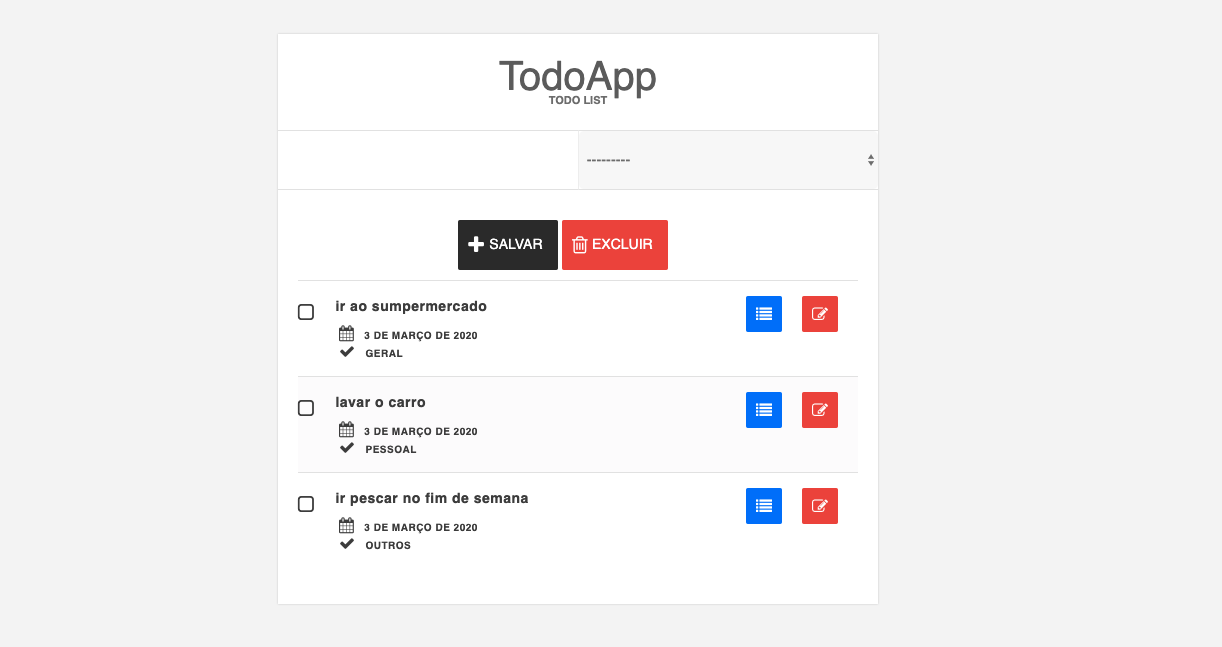 TodoApp
TODO LIST
---------
SALVAR EXCLUIR
ir ao sumpermercado
3 DE MARÇO DE 2020
GERAL
lavar o carro
3 DE MARÇO DE 2020
PESSOAL
ir pescar no fim de semana
3 DE MARÇO DE 2020
OUTROS